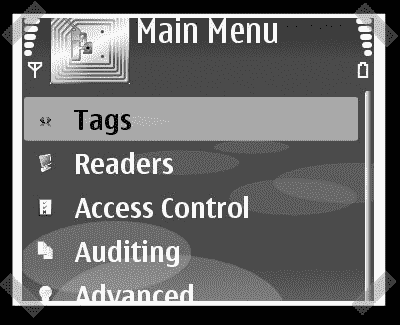 Main Menu
Tags
Readers
Access Control
Auditing
Advanced